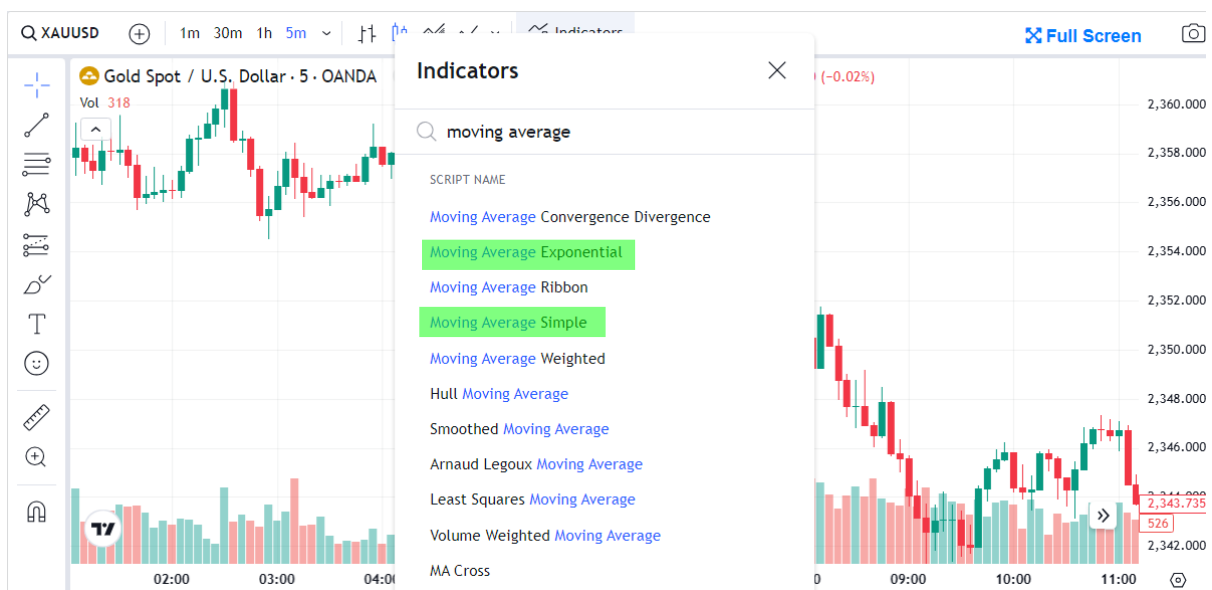 XAUUSD 1m 30m 1h 5m Indicators Full Screen
Gold Spot / U.S. Dollar · 5 · OANDA
(−0.02%)
Vol 318
Indicators
moving average
SCRIPT NAME
Moving Average Convergence Divergence
Moving Average Exponential
Moving Average Ribbon
Moving Average Simple
Moving Average Weighted
Hull Moving Average
Smoothed Moving Average
Arnaud Legoux Moving Average
Least Squares Moving Average
Volume Weighted Moving Average
MA Cross
2,360.000
2,358.000
2,356.000
2,354.000
2,352.000
2,350.000
2,348.000
2,346.000
2,343.735
526
2,342.000
02:00 03:00 04:0 09:00 10:00 11:00